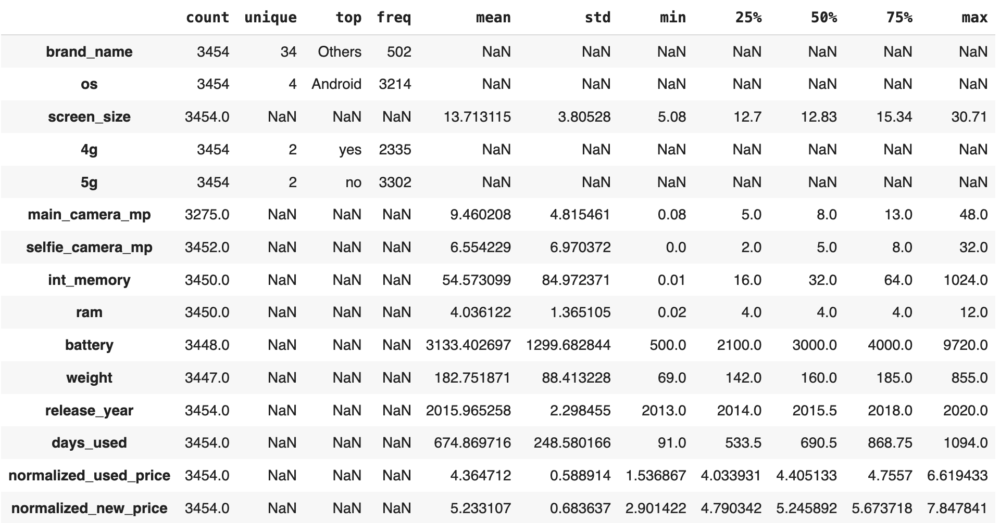 count unique top freq mean std min 25% 50% 75% max
brand_name 3454 34 Others 502 NaN NaN NaN NaN NaN NaN NaN
os 3454 4 Android 3214 NaN NaN NaN NaN NaN NaN NaN
screen_size 3454.0 NaN NaN NaN 13.713115 3.80528 5.08 12.7 12.83 15.34 30.71
4g 3454 2 yes 2335 NaN NaN NaN NaN NaN NaN NaN
5g 3454 2 no 3302 NaN NaN NaN NaN NaN NaN NaN
main_camera_mp 3275.0 NaN NaN NaN 9.460208 4.815461 0.08 5.0 8.0 13.0 48.0
selfie_camera_mp 3452.0 NaN NaN NaN 6.554229 6.970372 0.0 2.0 5.0 8.0 32.0
int_memory 3450.0 NaN NaN NaN 54.573099 84.972371 0.01 16.0 32.0 64.0 1024.0
ram 3450.0 NaN NaN NaN 4.036122 1.365105 0.02 4.0 4.0 4.0 12.0
battery 3448.0 NaN NaN NaN 3133.402697 1299.682844 500.0 2100.0 3000.0 4000.0 9720.0
weight 3447.0 NaN NaN NaN 182.751871 88.413228 69.0 142.0 160.0 185.0 855.0
release_year 3454.0 NaN NaN NaN 2015.965258 2.298455 2013.0 2014.0 2015.5 2018.0 2020.0
days_used 3454.0 NaN NaN NaN 674.869716 248.580166 91.0 533.5 690.5 868.75 1094.0
normalized_used_price 3454.0 NaN NaN NaN 4.364712 0.588914 1.536867 4.033931 4.405133 4.7557 6.619433
normalized_new_price 3454.0 NaN NaN NaN 5.233107 0.683637 2.901422 4.790342 5.245892 5.673718 7.847841